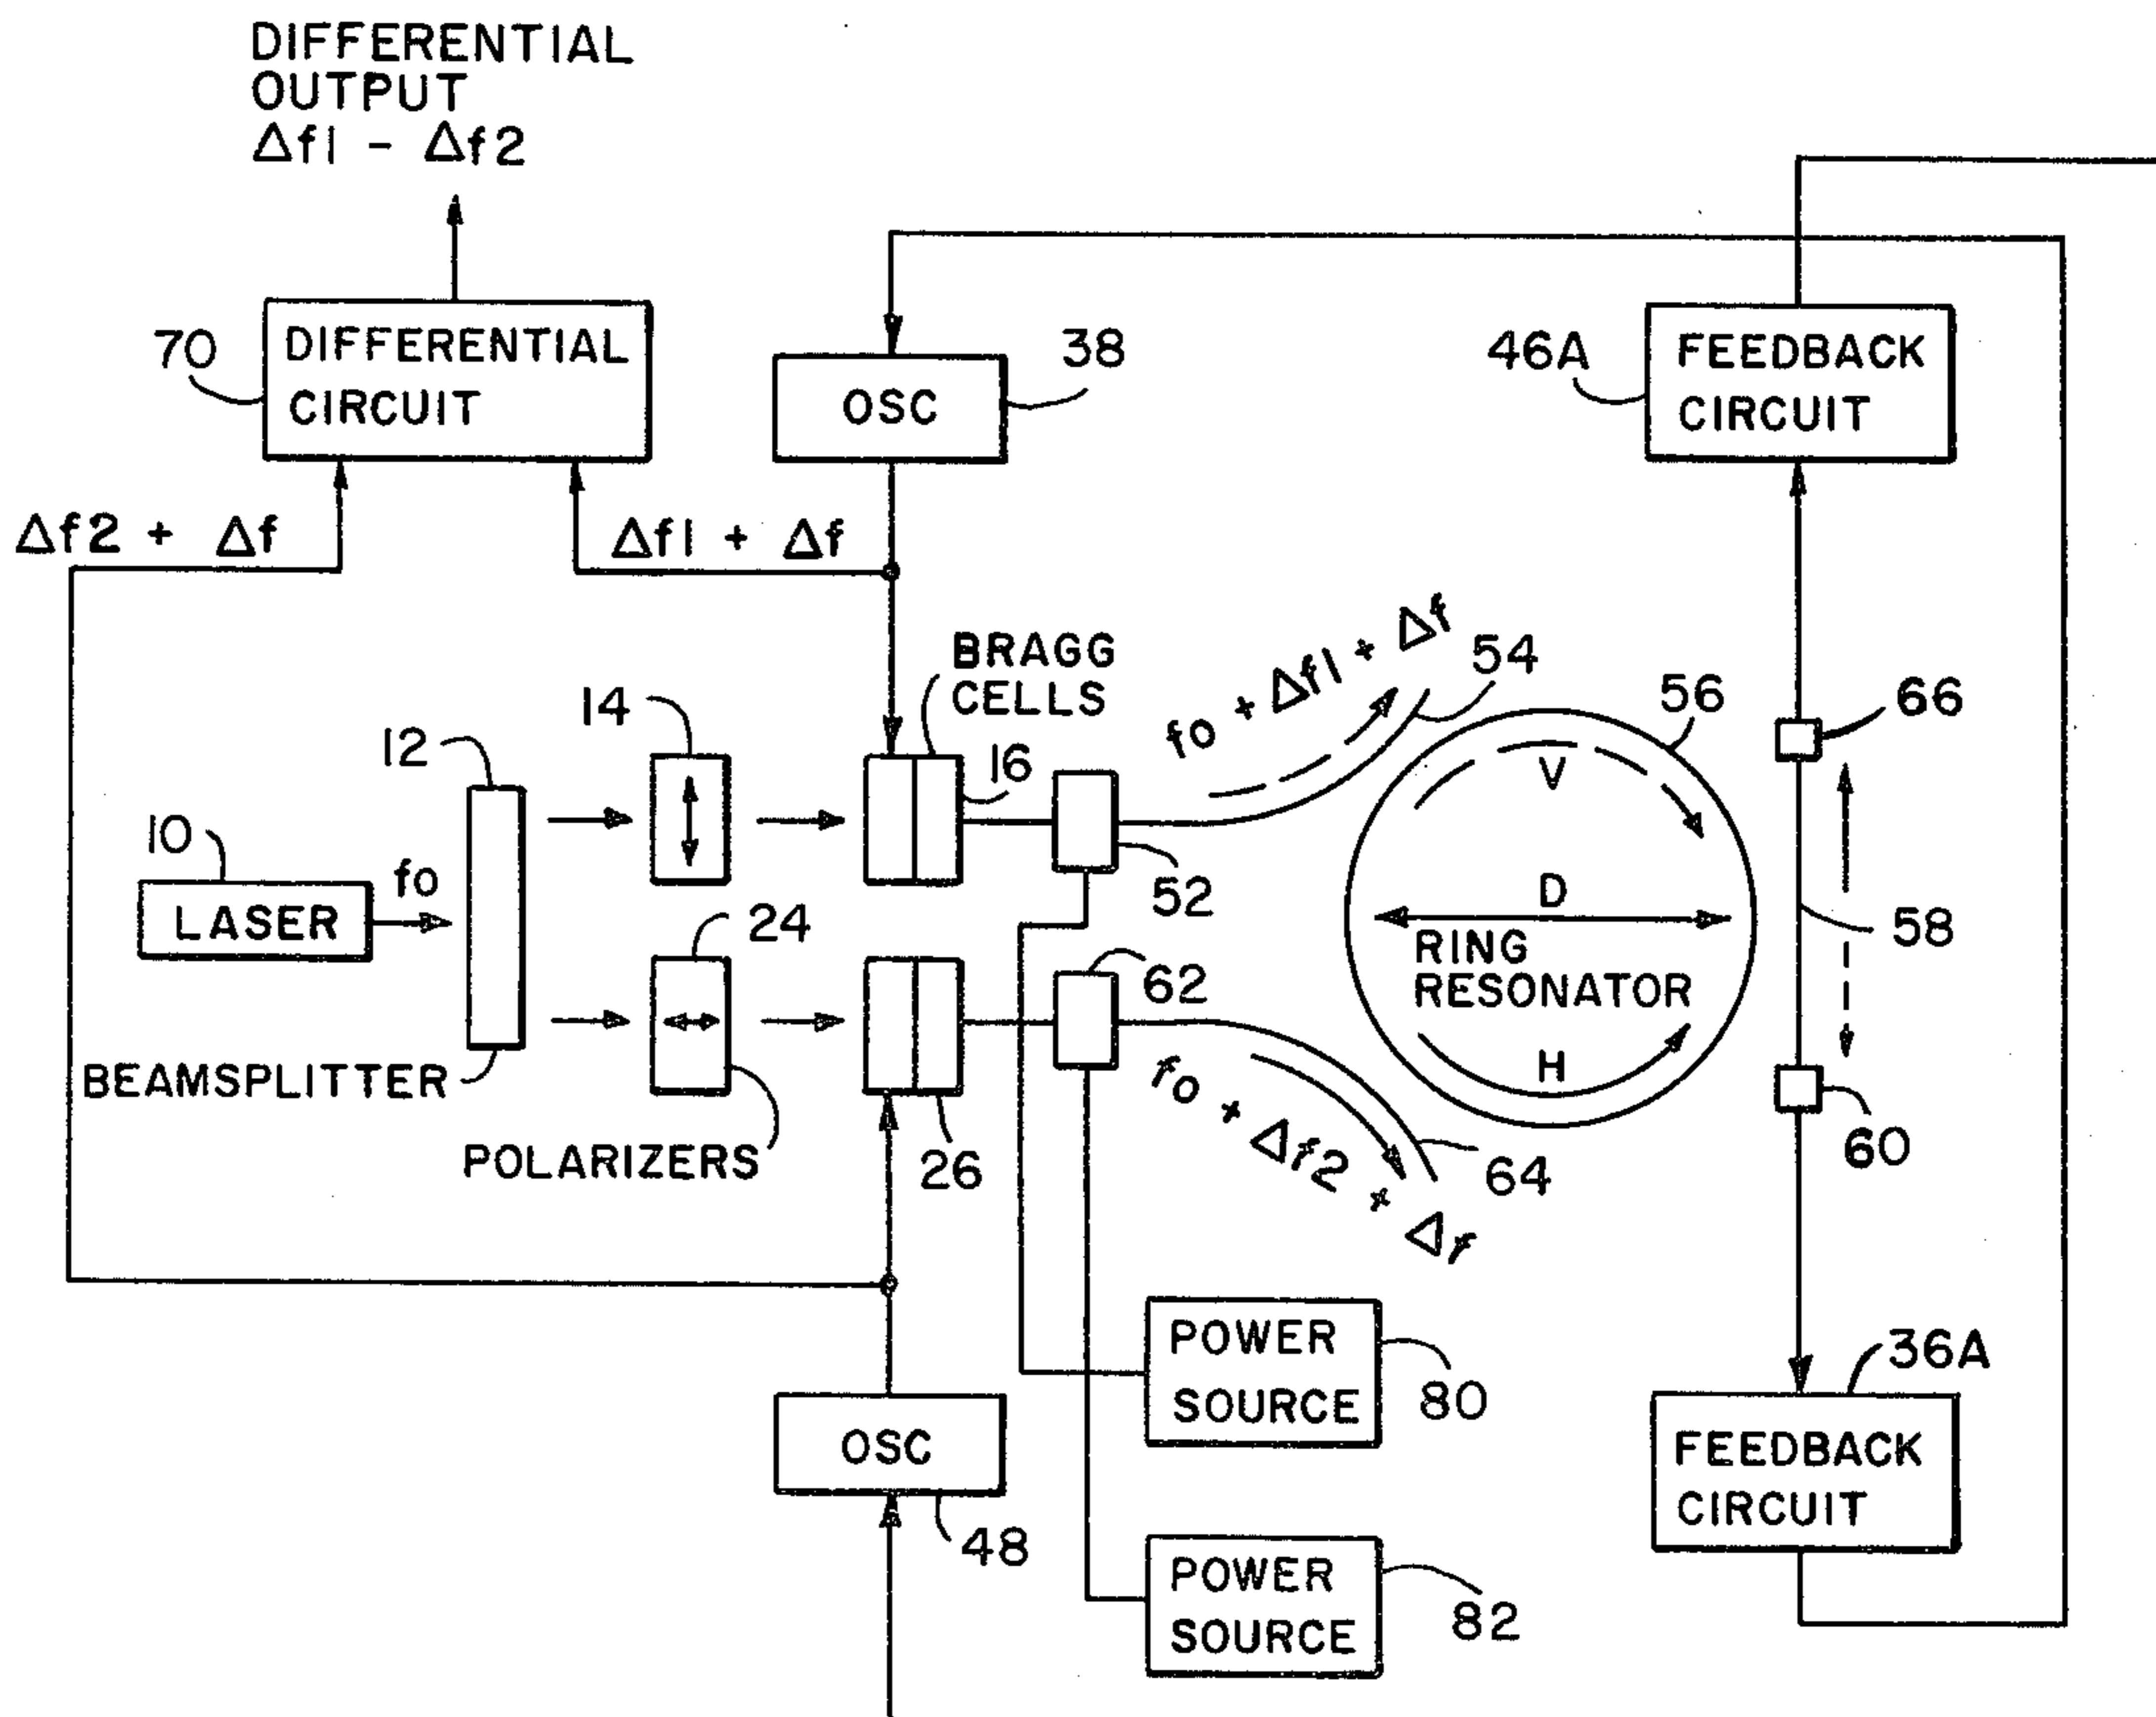 DIFFERENTIAL
OUTPUT
Δf1 - Δf2
70
DIFFERENTIAL
CIRCUIT
OSC
38
46A
FEEDBACK
CIRCUIT
Δf2 + Δf
Δf1 + Δf
BRAGG
CELLS
16
fo + Δf1 + Δf
54
56
66
14
12
10
LASER
fo
52
V
D
RING
RESONATOR
H
58
24
62
BEAMSPLITTER
POLARIZERS
26
fo + Δf2 + Δf
64
60
POWER
SOURCE
80
36A
FEEDBACK
CIRCUIT
OSC
48
POWER
SOURCE
82